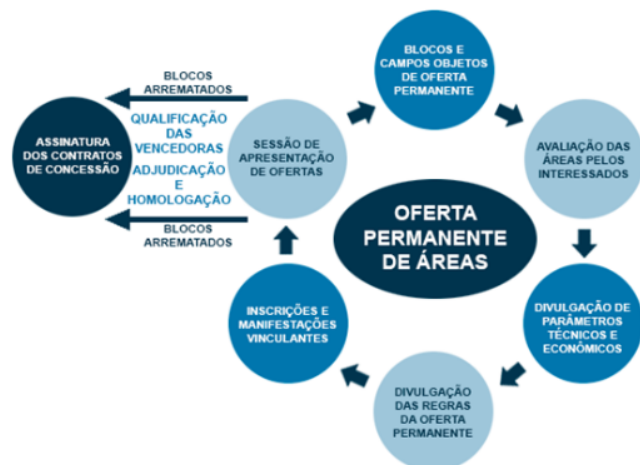 BLOCOS E
CAMPOS OBJETOS
DE OFERTA
PERMANENTE
BLOCOS
ARREMATADOS
QUALIFICAÇÃO
DAS
VENCEDORAS
ADJUDICAÇÃO
E
HOMOLOGAÇÃO
BLOCOS
ARREMATADOS
ASSINATURA
DOS CONTRATOS
DE CONCESSÃO
SESSÃO DE
APRESENTAÇÃO
DE OFERTAS
AVALIAÇÃO DAS
ÁREAS PELOS
INTERESSADOS
OFERTA
PERMANENTE
DE ÁREAS
INSCRIÇÕES E
MANIFESTAÇÕES
VINCULANTES
DIVULGAÇÃO DE
PARÂMETROS
TÉCNICOS E
ECONÔMICOS
DIVULGAÇÃO
DAS REGRAS
DA OFERTA
PERMANENTE